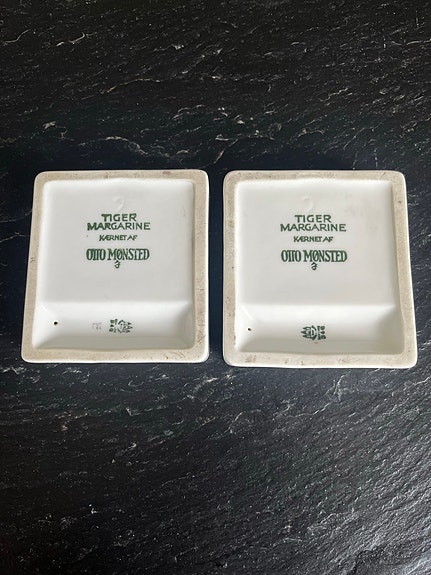 TIGER
MARGARINE
KÆRNET AF
OTTO MØNSTED
TIGER
MARGARINE
KÆRNET AF
OTTO MØNSTED